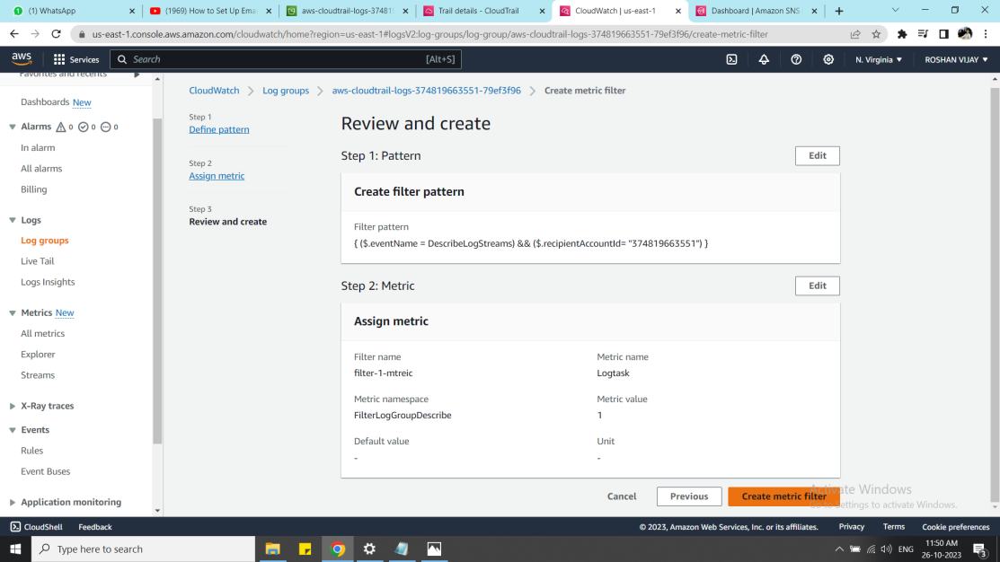 (1) WhatsApp
(1969) How to Set Up Ema
aws-cloudtrail-logs-37481
Trail details - CloudTrail
CloudWatch | us-east-1
Dashboard | Amazon SNS
us-east-1.console.aws.amazon.com/cloudwatch/home?region=us-east-1#logsV2:log-groups/log-group/aws-cloudtrail-logs-374819663551-79ef3f96/create-metric-filter
aws
Services
Search
[Alt+S]
N. Virginia
ROSHAN VIJAY
Favorites and recents
Dashboards New
Alarms 0 0 0
In alarm
All alarms
Billing
Logs
Log groups
Live Tail
Logs Insights
Metrics New
All metrics
Explorer
Streams
X-Ray traces
Events
Rules
Event Buses
Application monitoring
CloudWatch
Log groups
aws-cloudtrail-logs-374819663551-79ef3f96
Create metric filter
Step 1
Define pattern
Step 2
Assign metric
Step 3
Review and create
Review and create
Step 1: Pattern
Edit
Create filter pattern
Filter pattern
{ ($.eventName = DescribeLogStreams) && ($.recipientAccountId= "374819663551") }
Step 2: Metric
Edit
Assign metric
Filter name
filter-1-mtreic
Metric name
Logtask
Metric namespace
FilterLogGroupDescribe
Metric value
1
Default value
-
Unit
-
Cancel
Previous
Create metric filter
Activate Windows
Go to Settings to activate Windows.
CloudShell
Feedback
© 2023, Amazon Web Services, Inc. or its affiliates.
Privacy
Terms
Cookie preferences
Type here to search
ENG
11:50 AM
26-10-2023
3